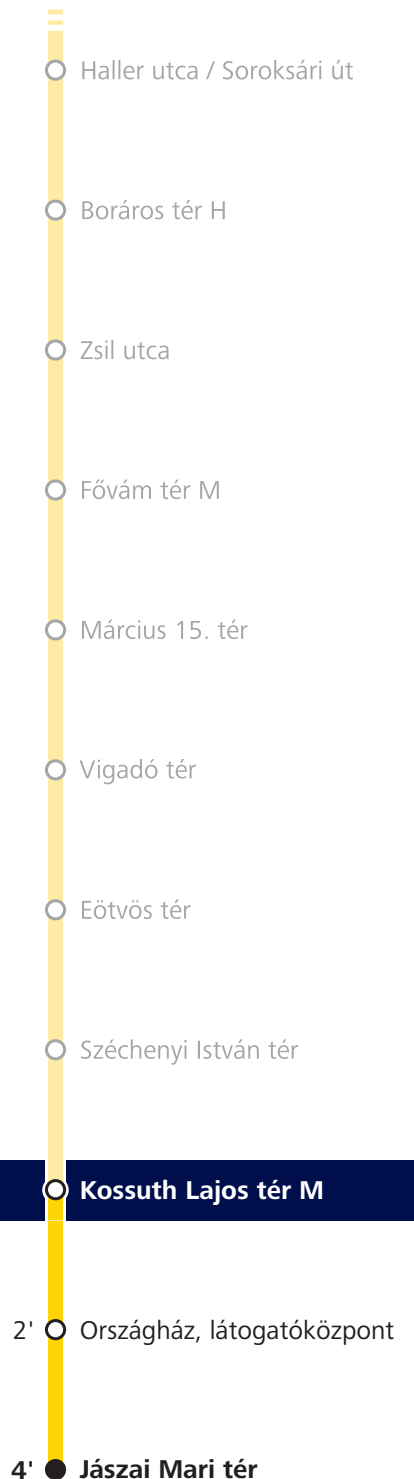 Haller utca / Soroksári út
Boráros tér H
Zsil utca
Fővám tér M
Március 15. tér
Vigadó tér
Eötvös tér
Széchenyi István tér
Kossuth Lajos tér M
2' Országház, látogatóközpont
4' Jászai Mari tér